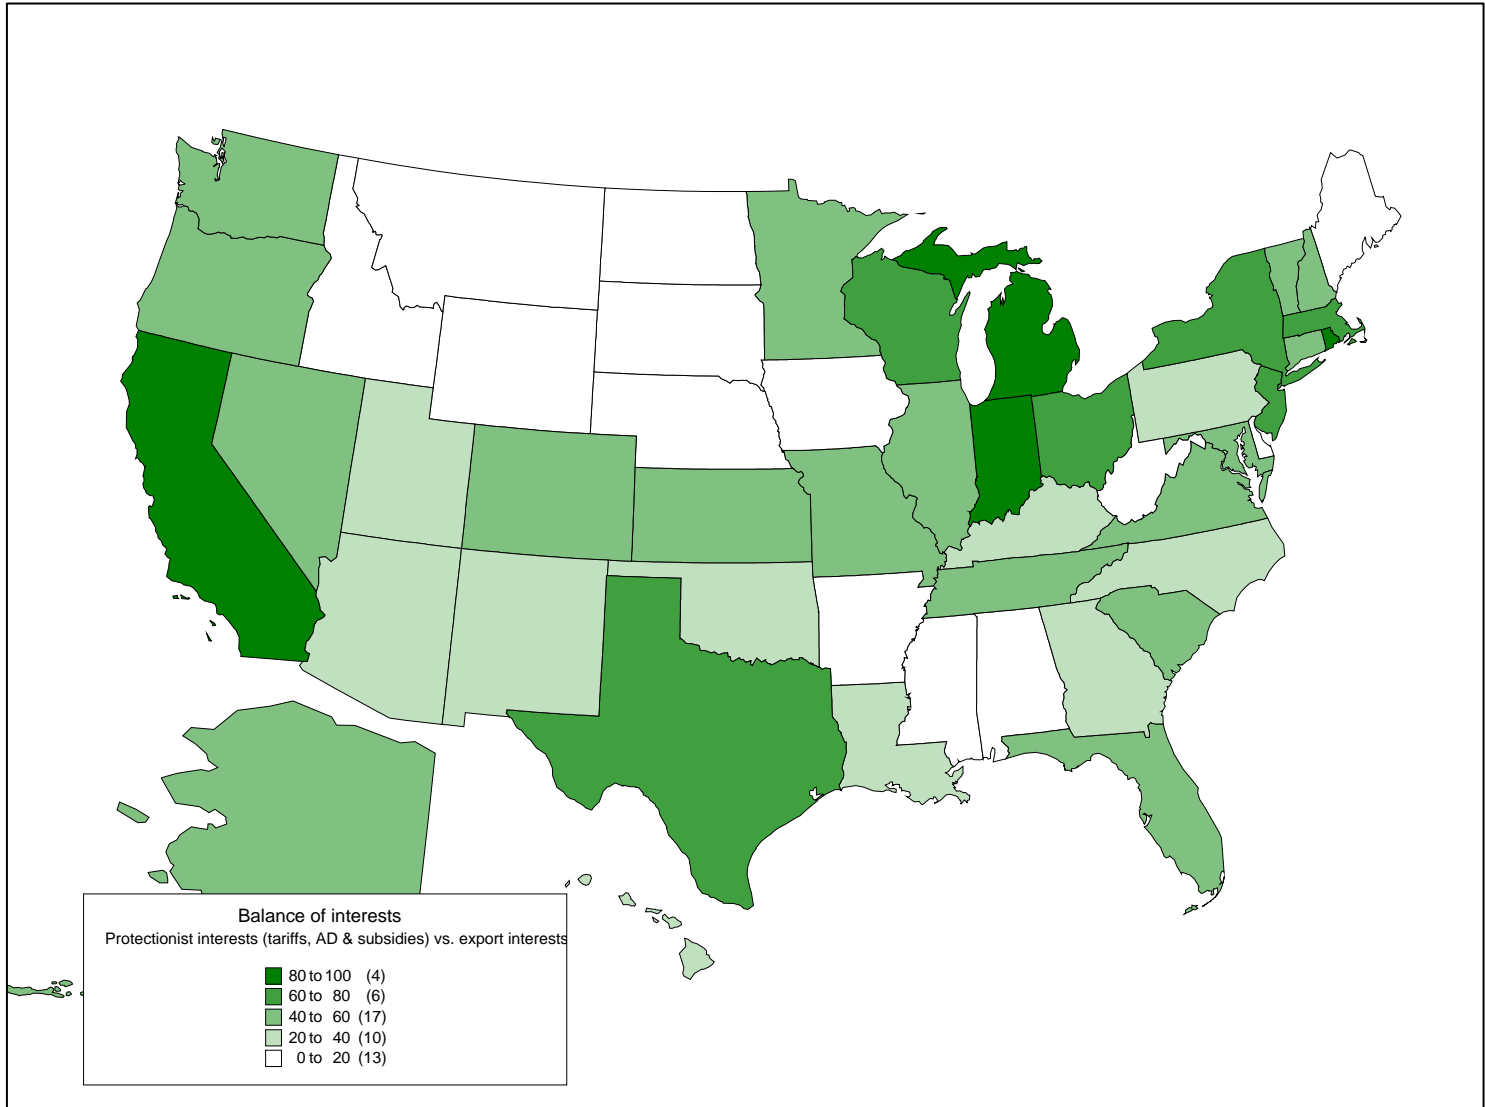 Balance of interests
Protectionist interests (tariffs, AD & subsidies) vs. export interests
80 to 100 (4)
60 to 80 (6)
40 to 60 (17)
20 to 40 (10)
0 to 20 (13)